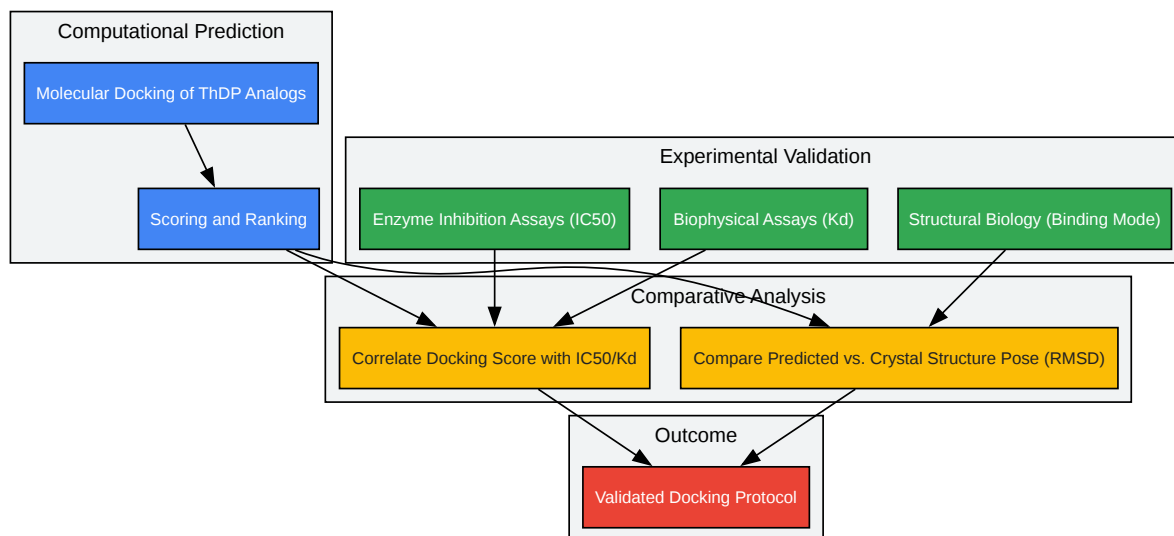 Computational Prediction
Molecular Docking of ThDP Analogs
Scoring and Ranking
Experimental Validation
Enzyme Inhibition Assays (IC50)
Biophysical Assays (Kd)
Structural Biology (Binding Mode)
Comparative Analysis
Correlate Docking Score with IC50/Kd
Compare Predicted vs. Crystal Structure Pose (RMSD)
Outcome
Validated Docking Protocol